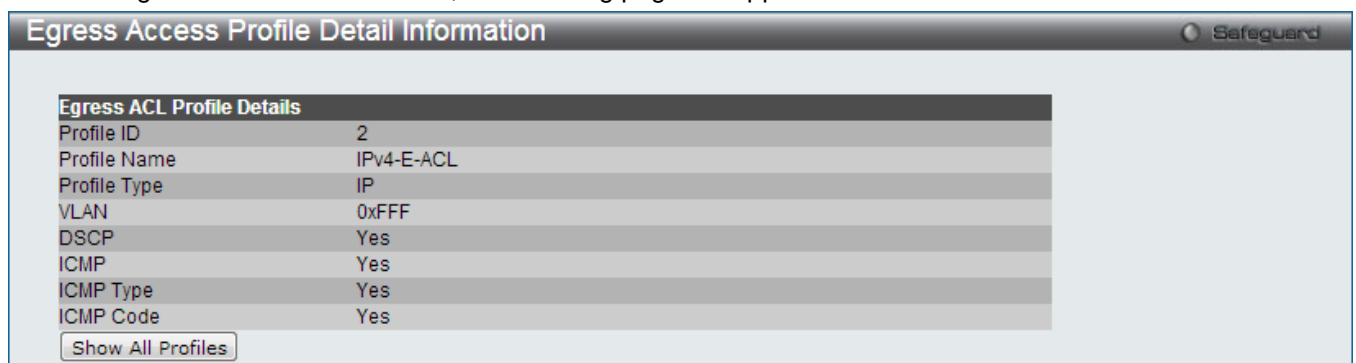 Egress Access Profile Detail Information
Safeguard
Egress ACL Profile Details
Profile ID 2
Profile Name IPv4-E-ACL
Profile Type IP
VLAN 0xFFF
DSCP Yes
ICMP Yes
ICMP Type Yes
ICMP Code Yes
Show All Profiles